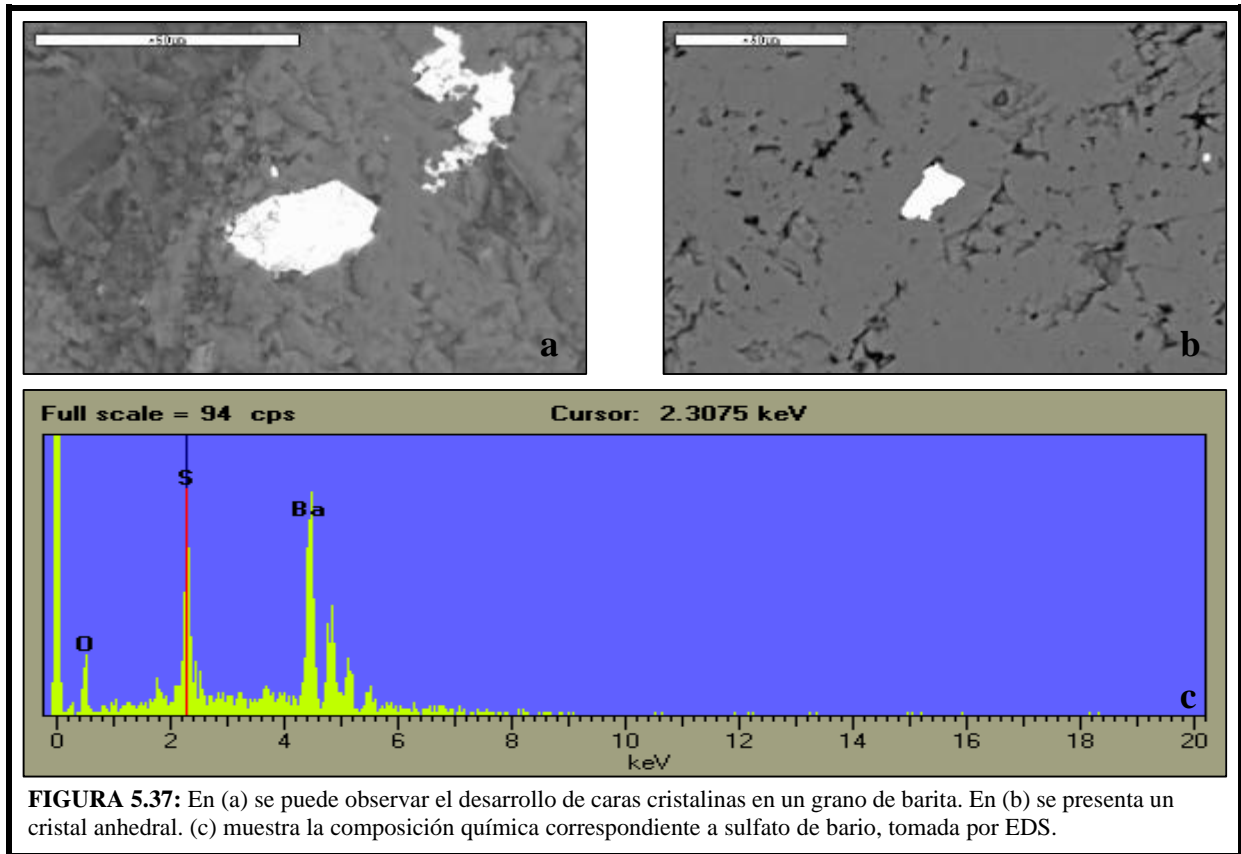 a
b
Full scale = 94 cps Cursor: 2.3075 keV
S
Ba
O
c
0 2 4 6 8 10 12 14 16 18 20
keV
FIGURA 5.37: En (a) se puede observar el desarrollo de caras cristalinas en un grano de barita. En (b) se presenta un
cristal anhedral. (c) muestra la composición química correspondiente a sulfato de bario, tomada por EDS.